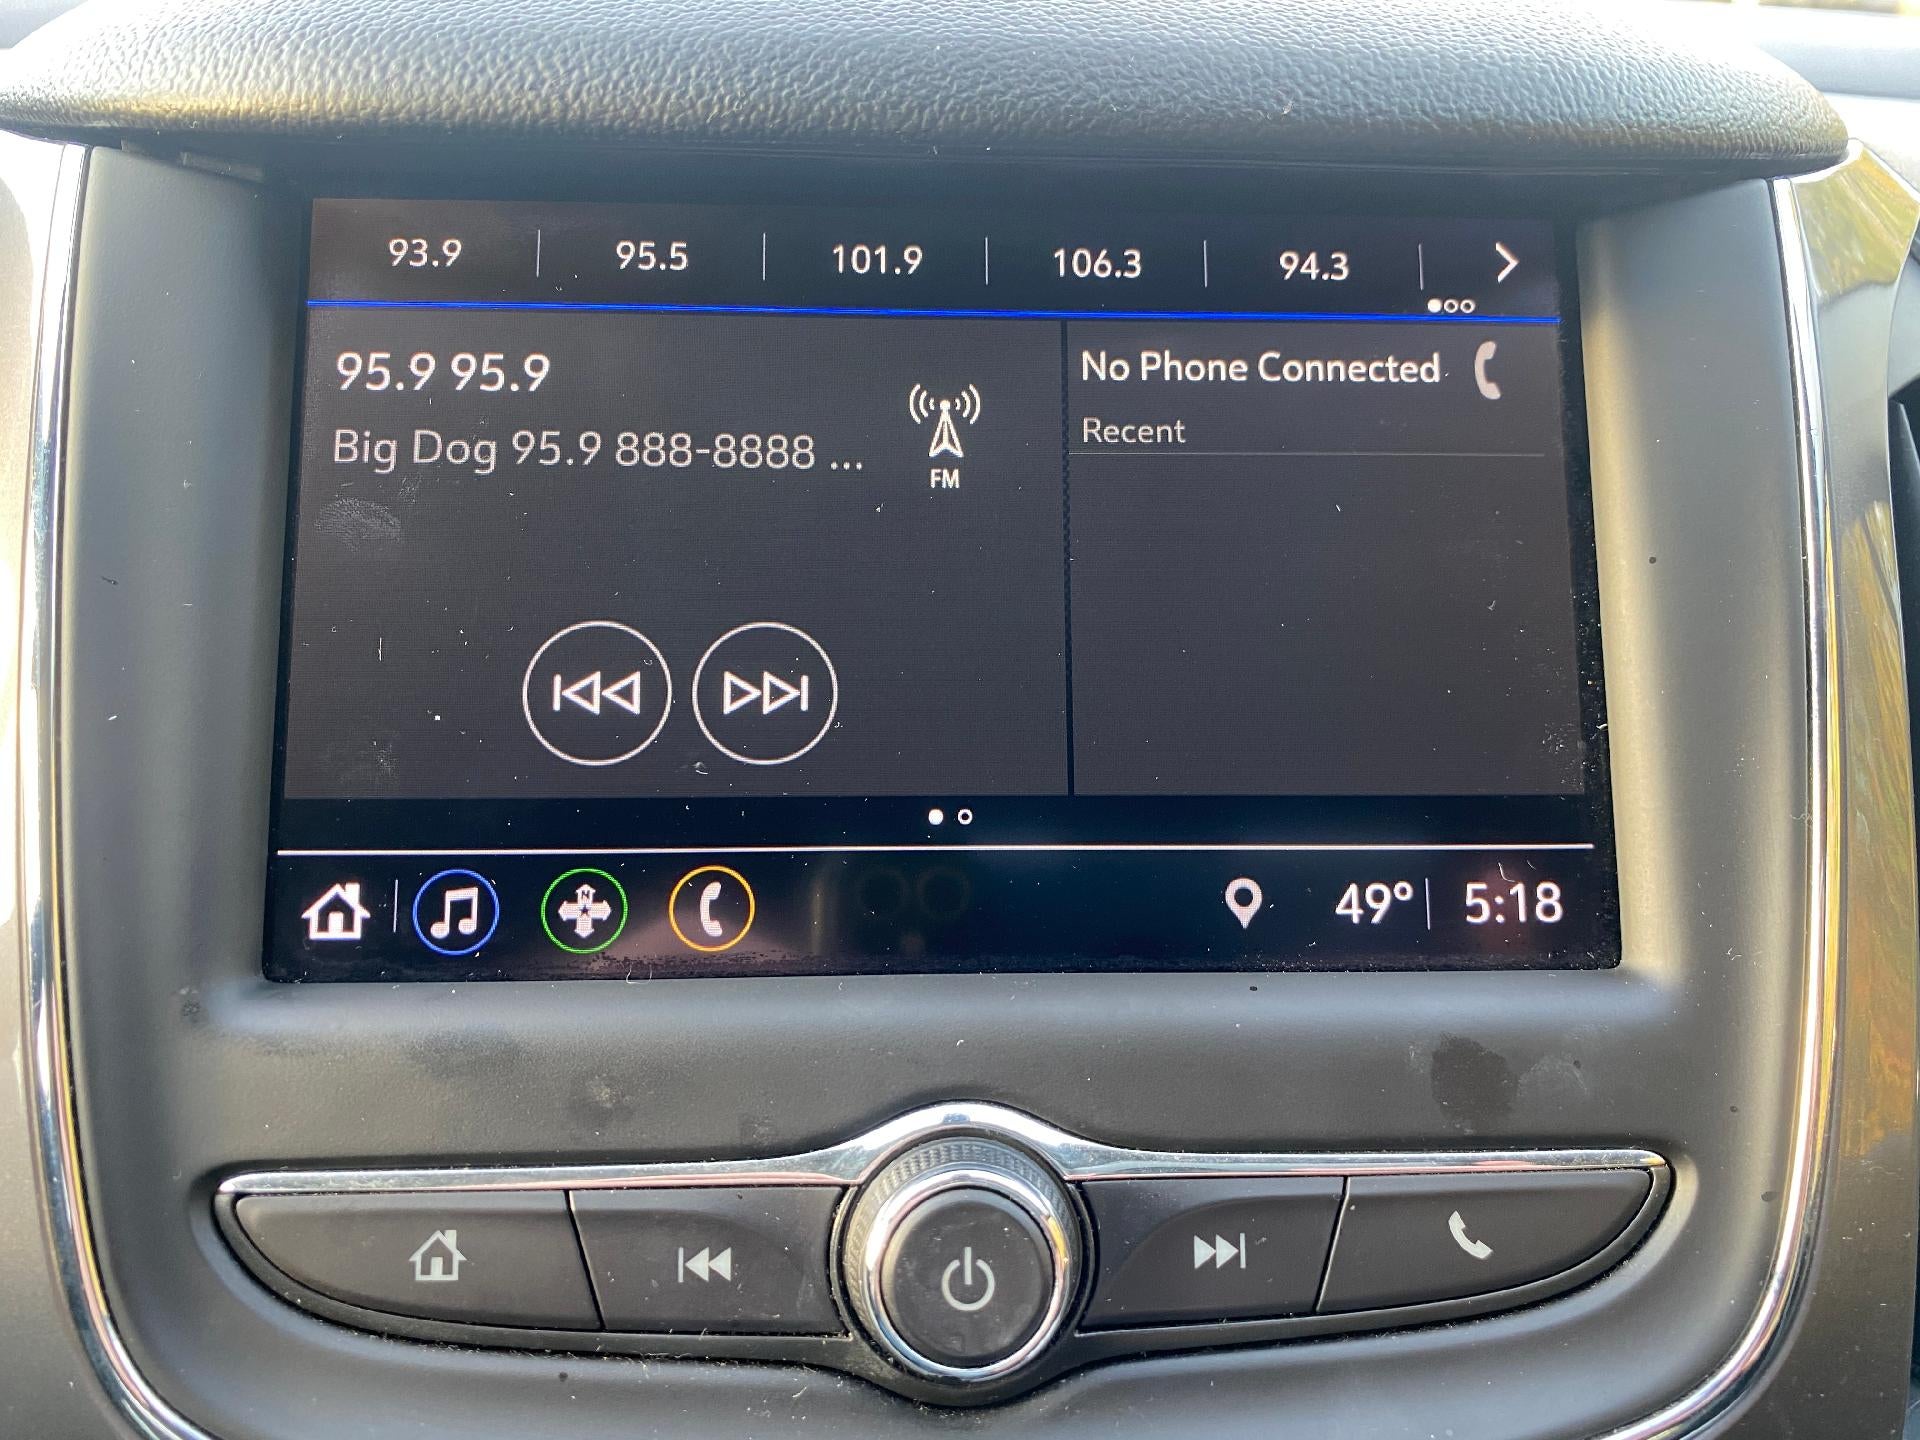 93.9 95.5 101.9 106.3 94.3
95.9 95.9
Big Dog 95.9 888-8888 ...
FM
No Phone Connected
Recent
N
49° 5:18